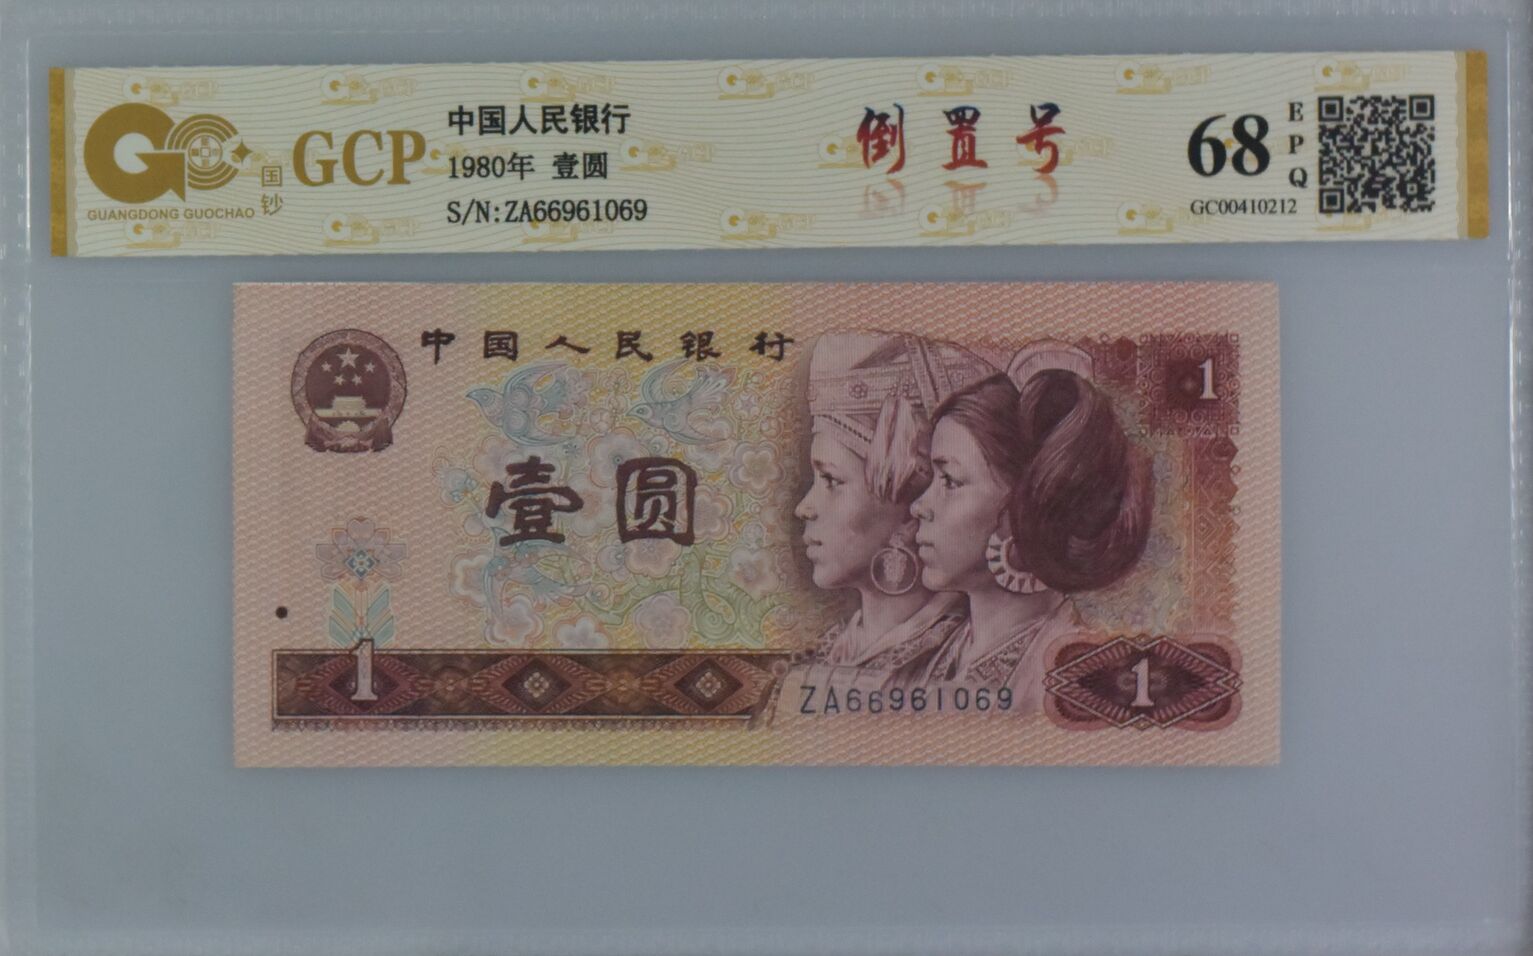 GUANGDONG GUOCHAO
国钞
GCP
中国人民银行
1980年 壹圆
S/N:ZA66961069
倒置号
68
EPQ
GC00410212
中国人民银行
1
壹圆
1
ZA66961069
1